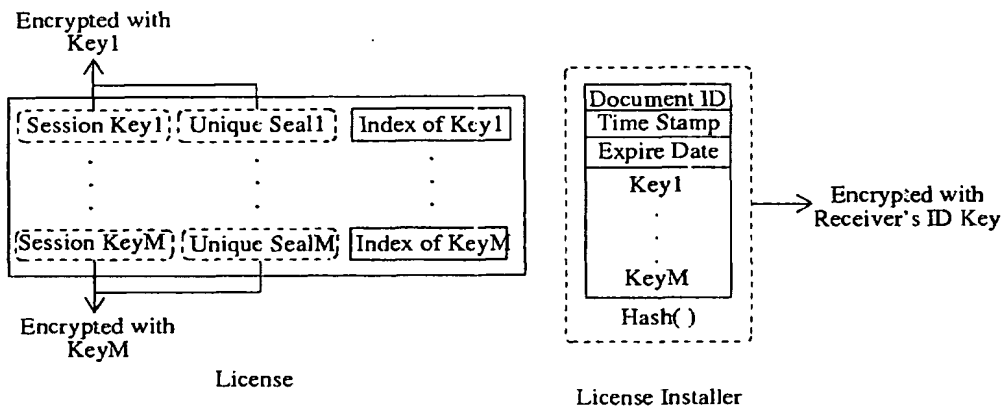 Encrypted with
Key1
Session Key1
Unique Seal1
Index of Key1
Session KeyM
Unique SealM
Index of KeyM
Encrypted with
KeyM
License
Document ID
Time Stamp
Expire Date
Key1
KeyM
Hash( )
Encrypted with
Receiver's ID Key
License Installer